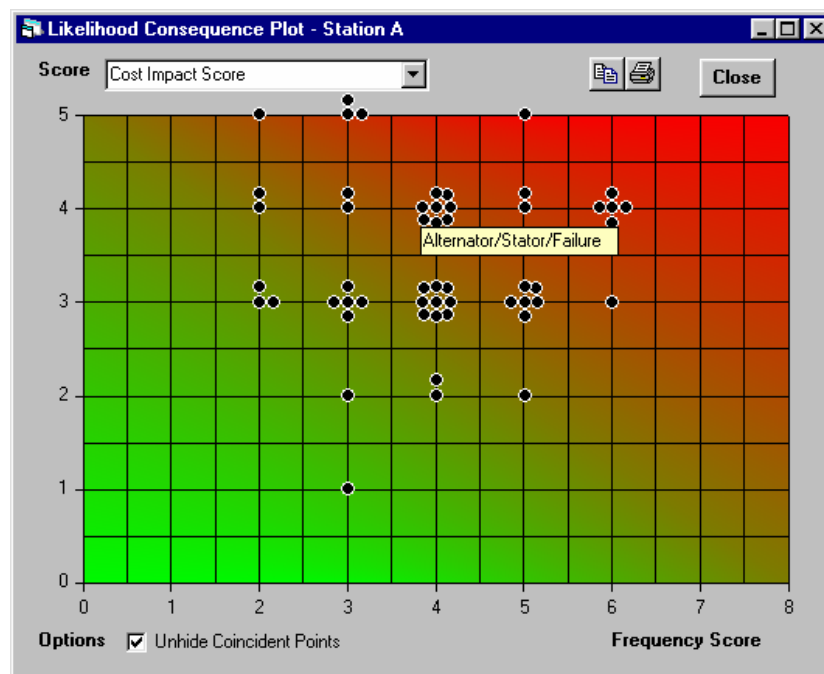 Likelihood Consequence Plot - Station A
Score
Cost Impact Score
Close
5
4
Alternator/Stator/Failure
3
2
1
0
0 1 2 3 4 5 6 7 8
Options
Unhide Coincident Points
Frequency Score